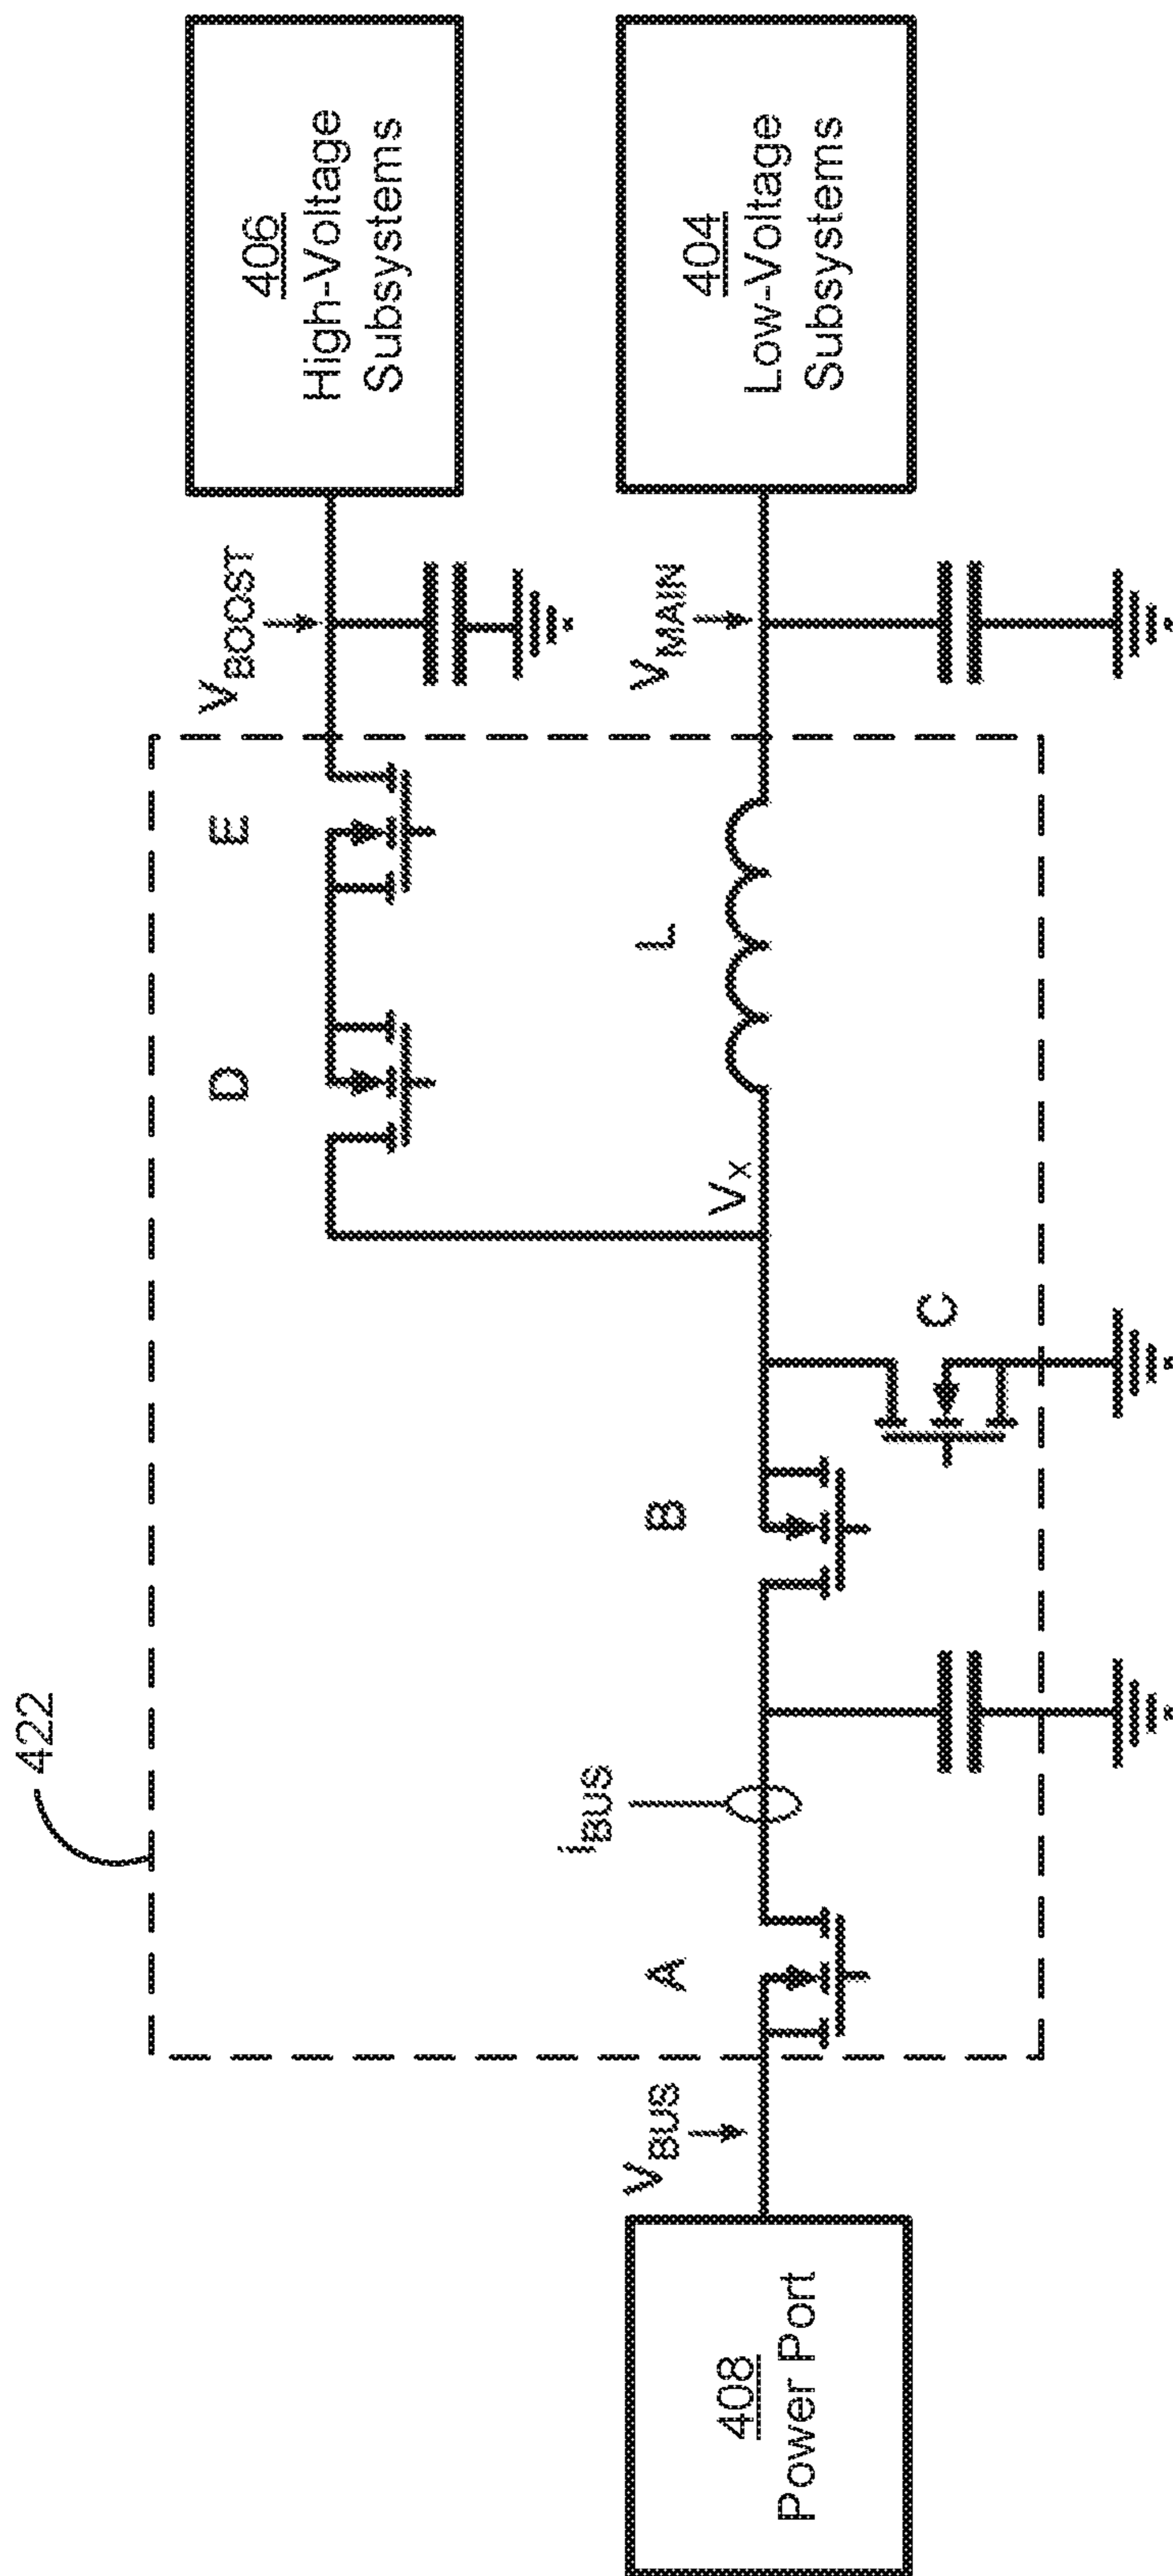 422
406
High-Voltage
Subsystems
E
D
VBOOST
404
Low-Voltage
Subsystems
VMAIN
L
VX
B
C
iBUS
A
VBUS
408
Power Port